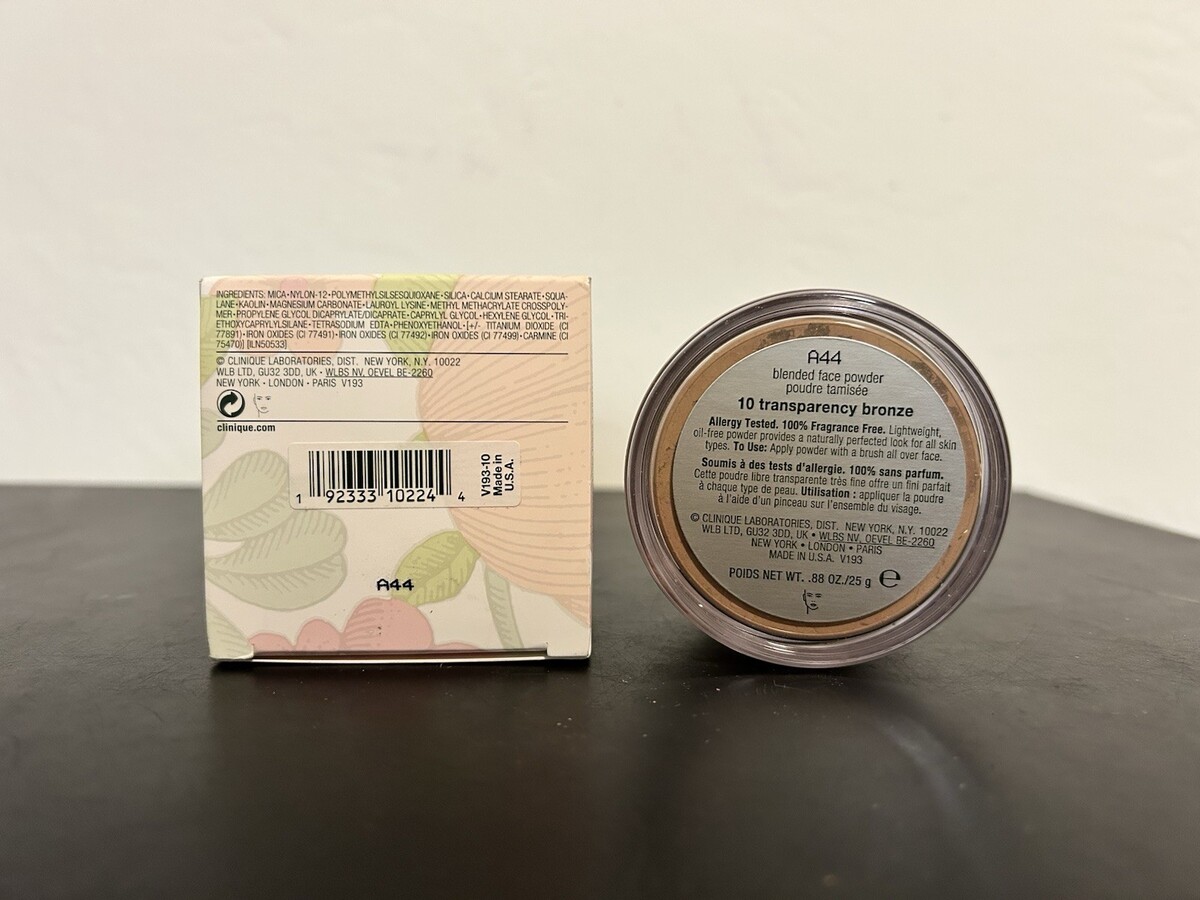 INGREDIENTS: MICA•NYLON-12•POLYMETHYLSILSESQUIOXANE•SILICA•CALCIUM STEARATE•SQUA-
LANE•KAOLIN•MAGNESIUM CARBONATE•LAUROYL LYSINE•METHYL METHACRYLATE CROSSPOLY-
MER•PROPYLENE GLYCOL DICAPRYLATE/DICAPRATE•CAPRYLYL GLYCOL•HEXYLENE GLYCOL•TRI-
ETHOXYCAPRYLYLSILANE•TETRASODIUM EDTA•PHENOXYETHANOL•[+/- TITANIUM DIOXIDE (CI
77891)•IRON OXIDES (CI 77491)•IRON OXIDES (CI 77492)•IRON OXIDES (CI 77499)•CARMINE (CI
75470)] [ILN50533]
© CLINIQUE LABORATORIES, DIST. NEW YORK, N.Y. 10022
WLB LTD, GU32 3DD, UK • WLBS NV, OEVEL BE-2260
NEW YORK • LONDON • PARIS V193
clinique.com
1 92333 10224 4
V193-10
Made in
U.S.A.
A44
A44
blended face powder
poudre tamisée
10 transparency bronze
Allergy Tested. 100% Fragrance Free. Lightweight,
oil-free powder provides a naturally perfected look for all skin
types. To Use: Apply powder with a brush all over face.
Soumis à des tests d'allergie. 100% sans parfum.
Cette poudre libre transparente très fine offre un fini parfait
à chaque type de peau. Utilisation : appliquer la poudre
à l'aide d'un pinceau sur l'ensemble du visage.
© CLINIQUE LABORATORIES, DIST. NEW YORK, N.Y. 10022
WLB LTD, GU32 3DD, UK • WLBS NV, OEVEL BE-2260
NEW YORK • LONDON • PARIS
MADE IN U.S.A. V193
POIDS NET WT. .88 OZ./25 g e